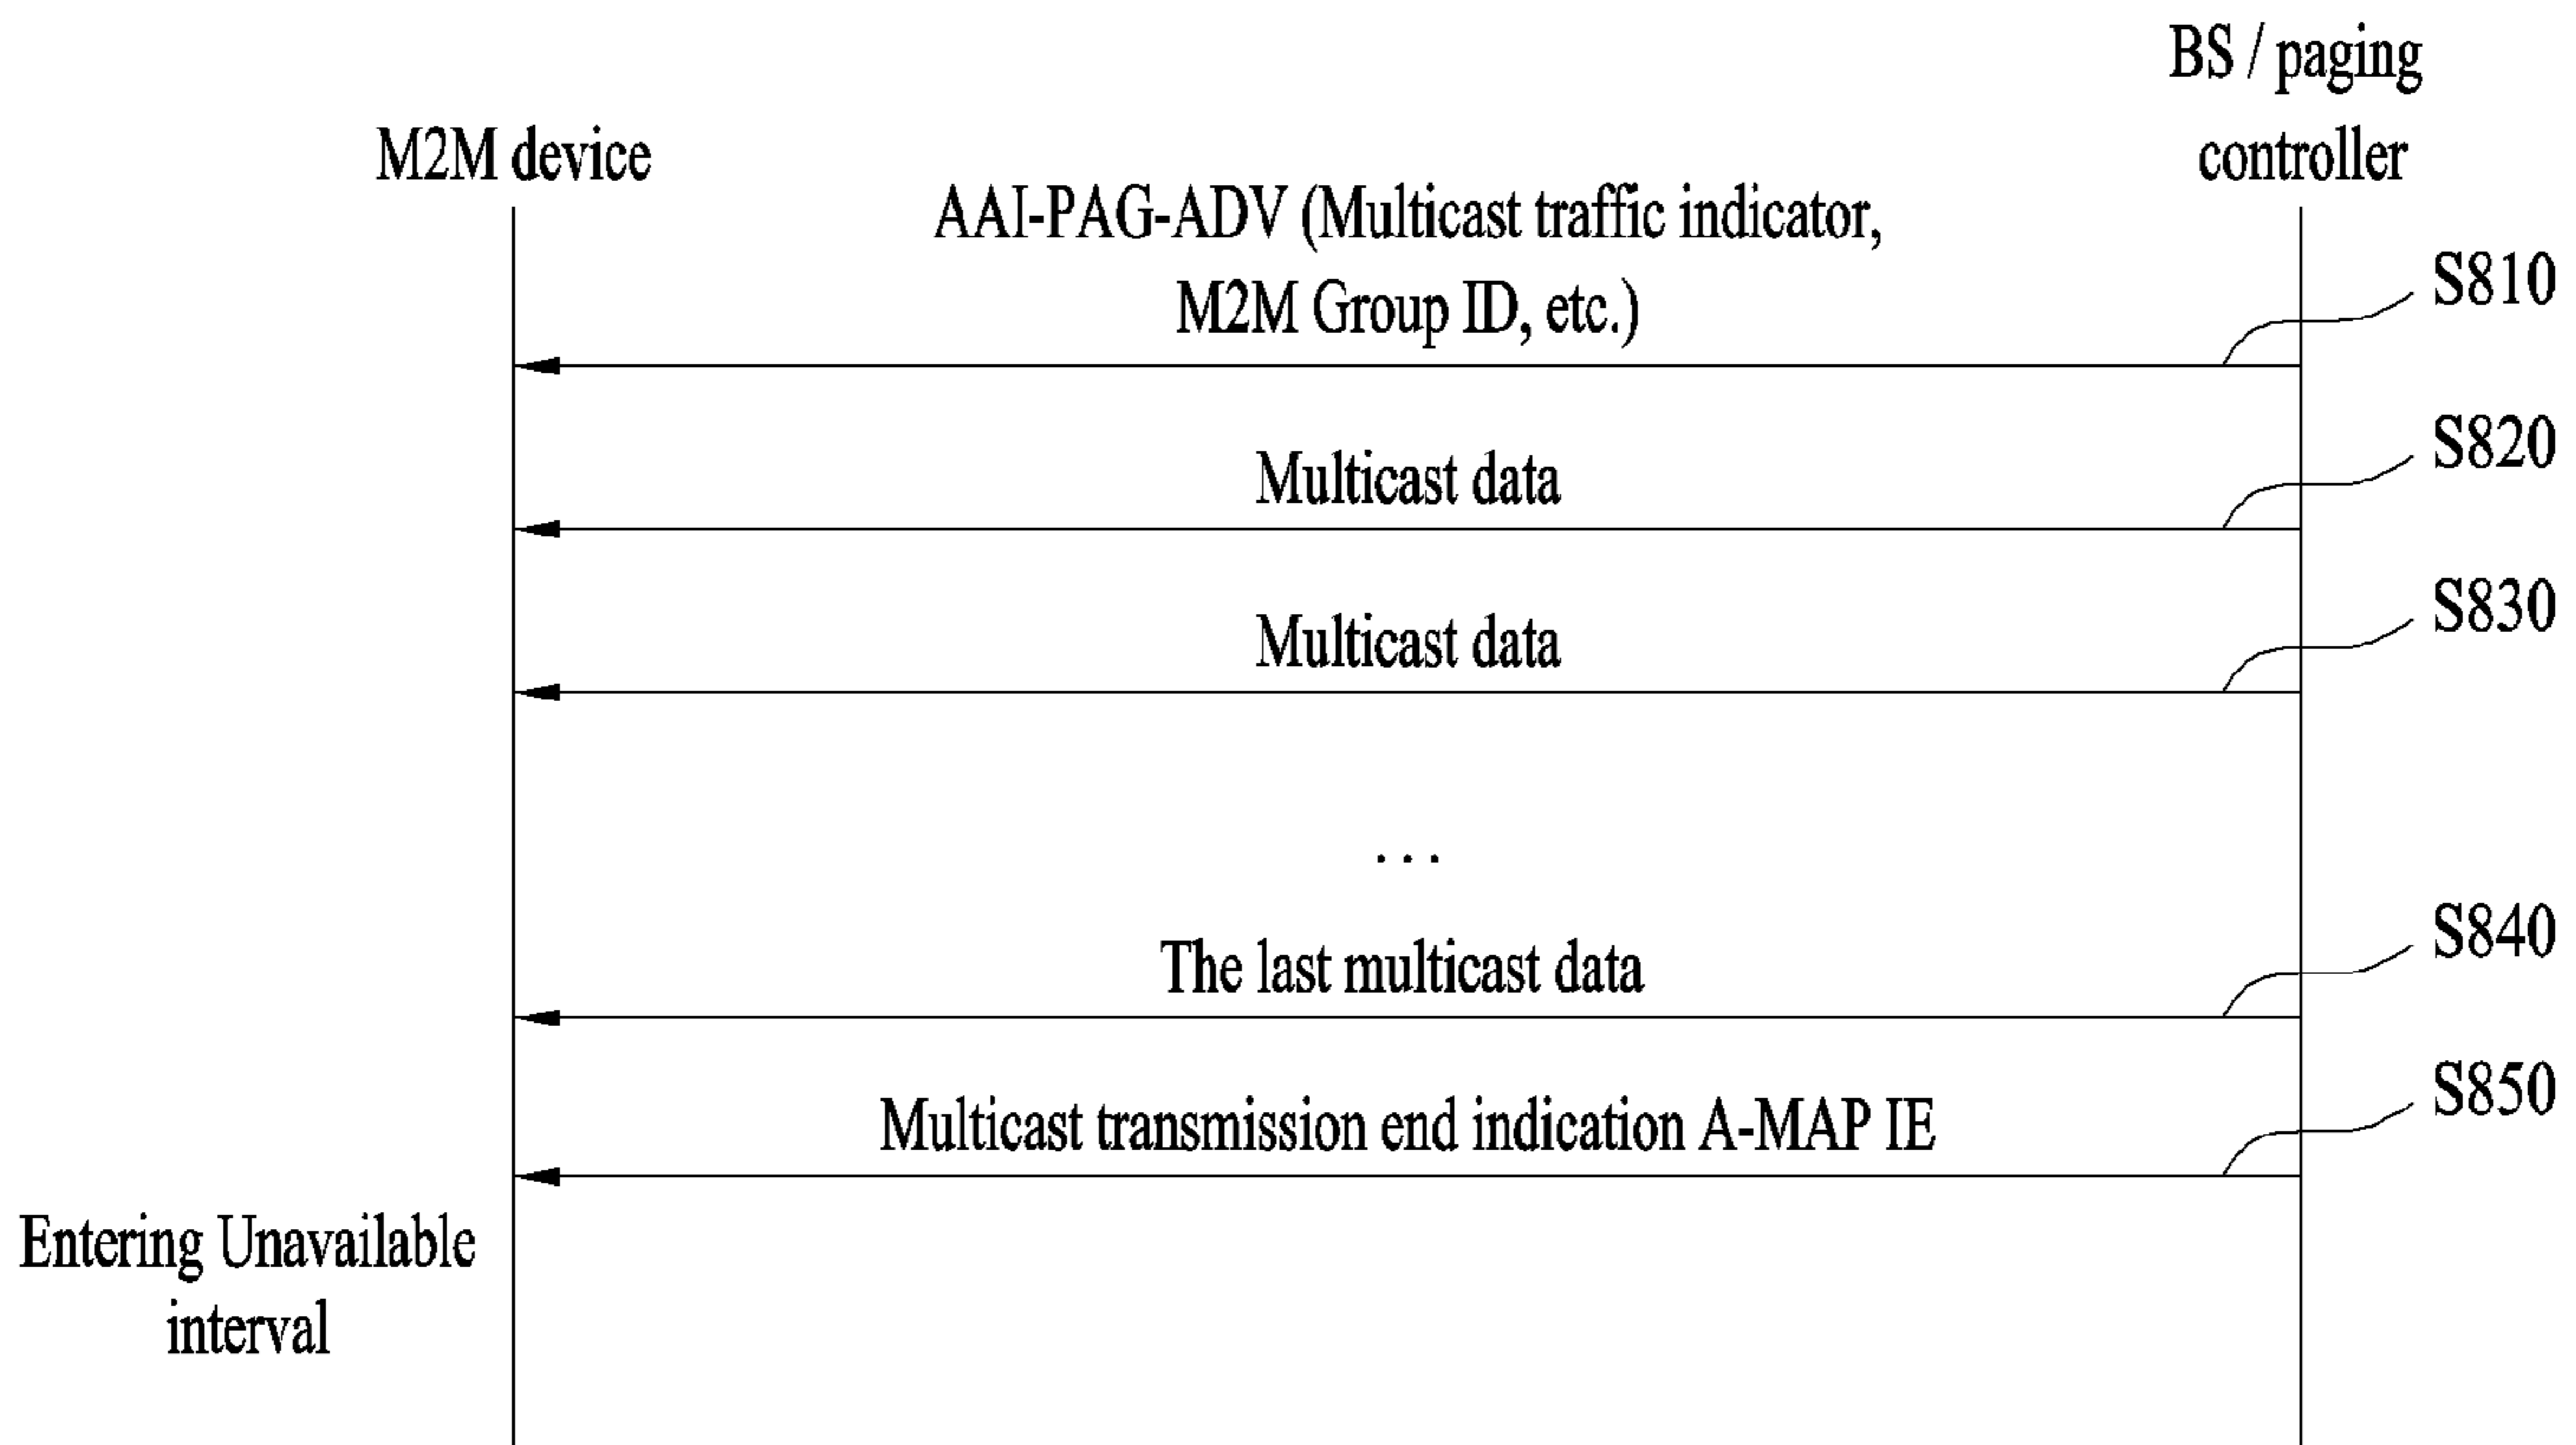 BS / paging
controller
M2M device
AAI-PAG-ADV (Multicast traffic indicator,
M2M Group ID, etc.)
S810
Multicast data
S820
Multicast data
S830
...
The last multicast data
S840
Multicast transmission end indication A-MAP IE
S850
Entering Unavailable
interval